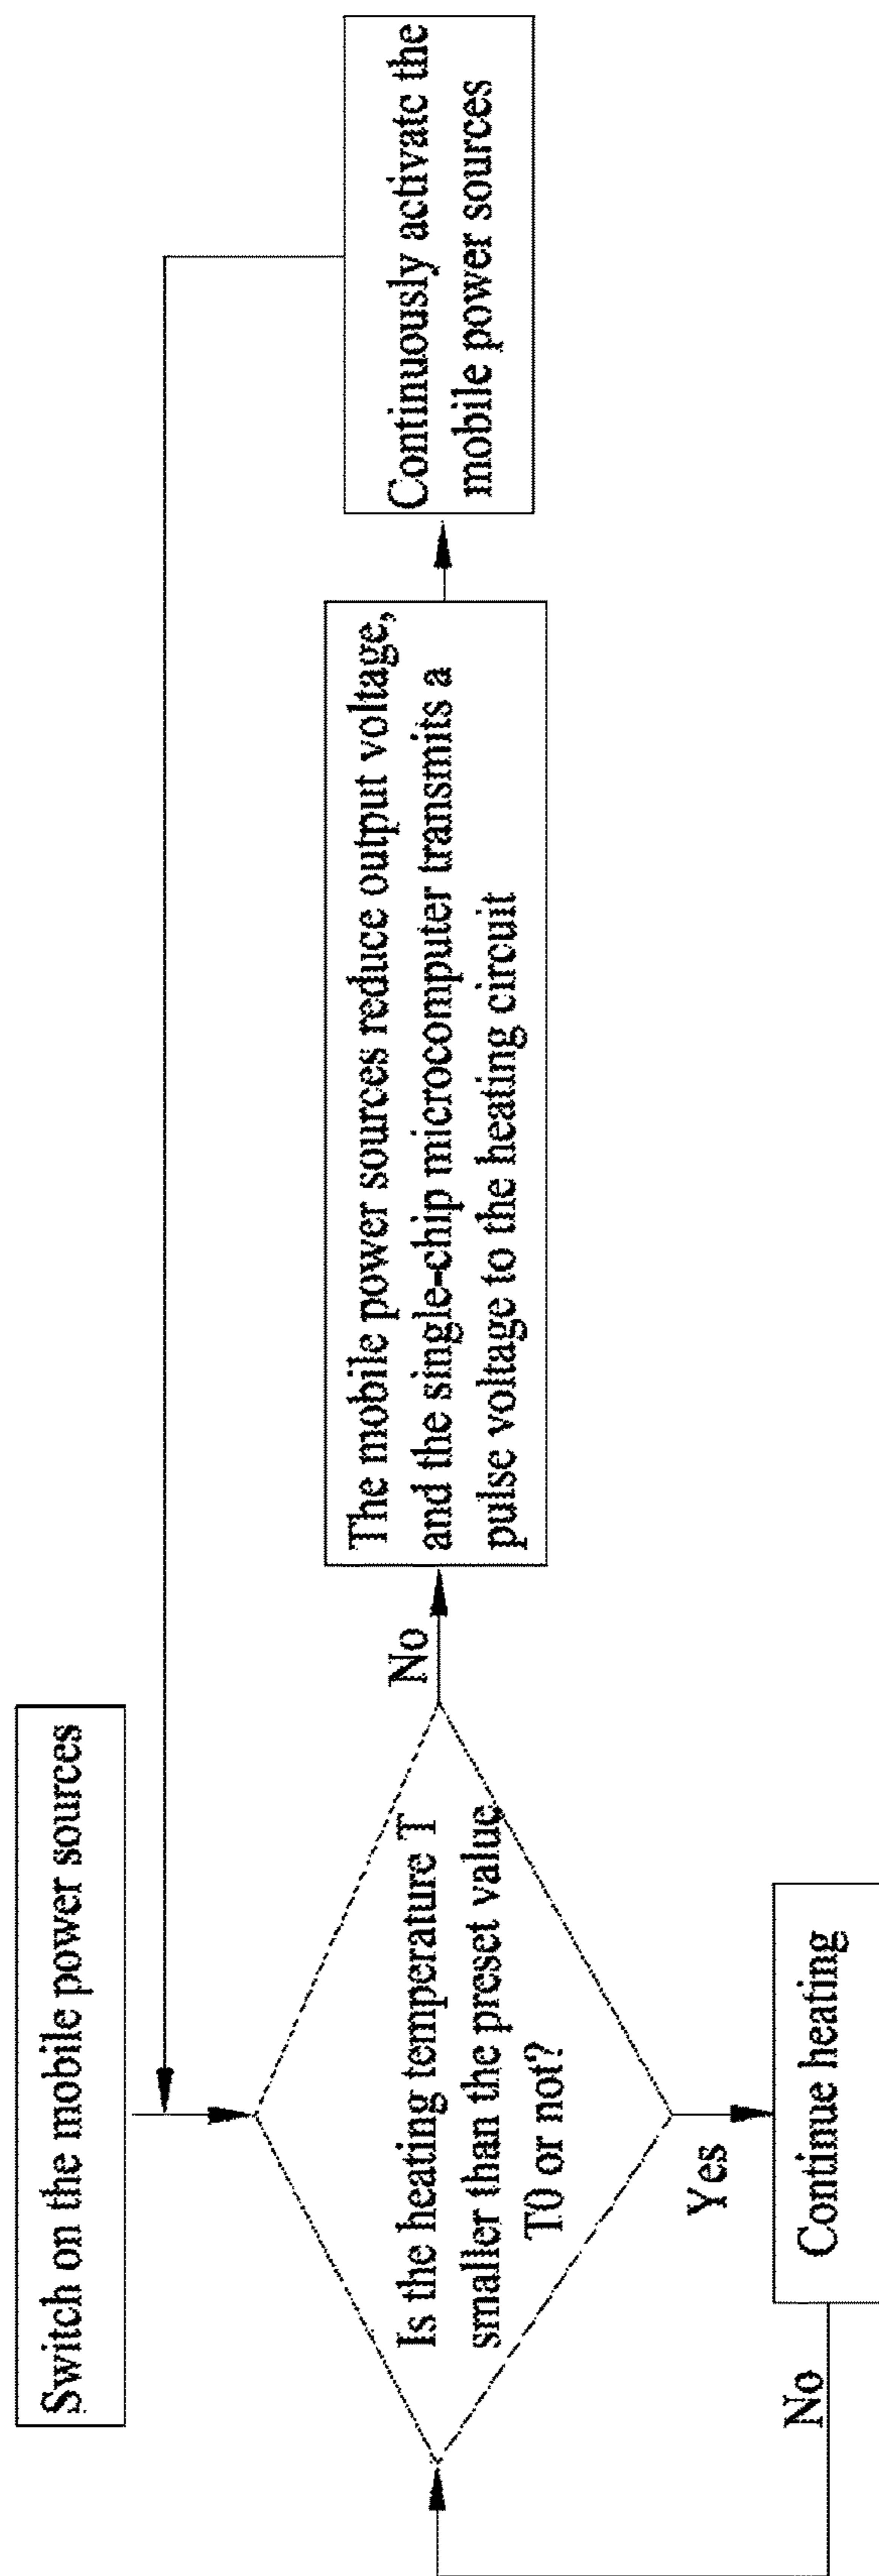 Switch on the mobile power sources
Is the heating temperature T
smaller than the preset value
T0 or not?
No
The mobile power sources reduce output voltage,
and the single-chip microcomputer transmits a
pulse voltage to the heating circuit
Continuously activate the
mobile power sources
Yes
Continue heating
No